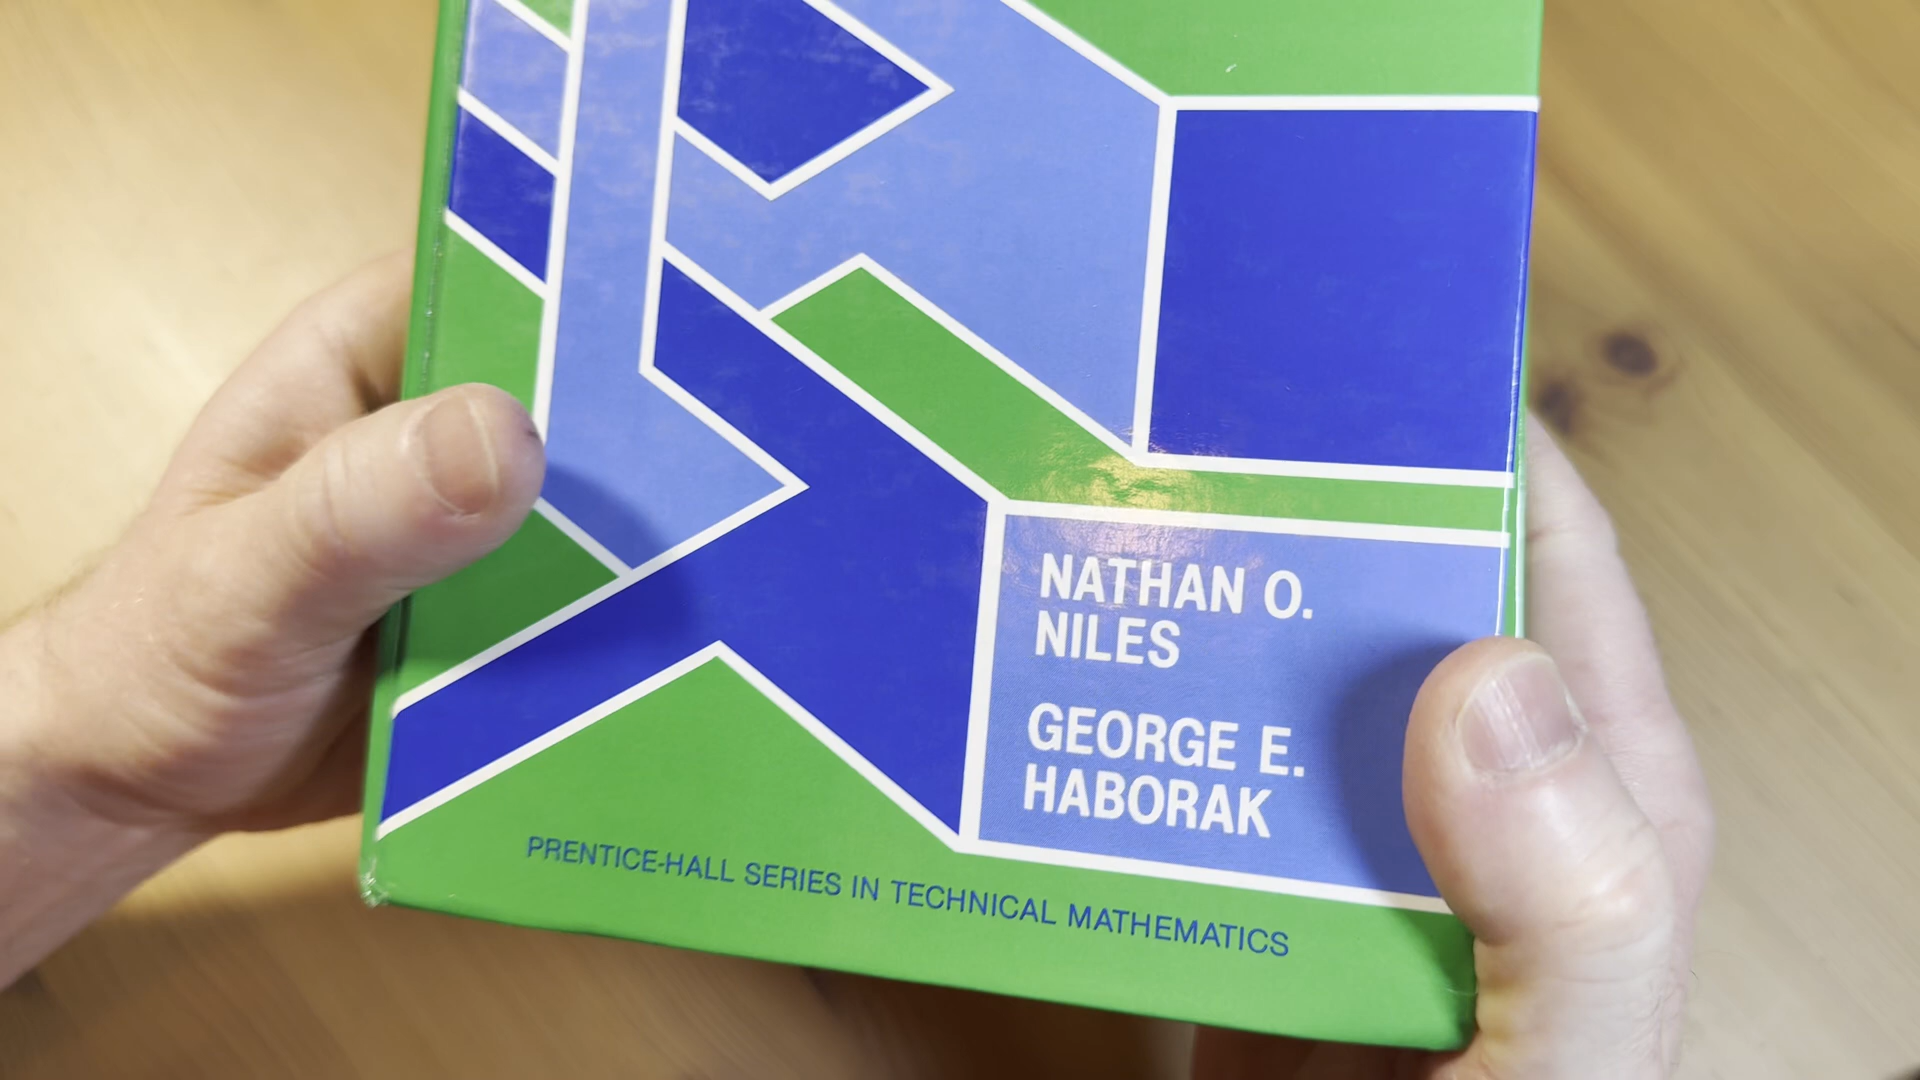 NATHAN O.
NILES
GEORGE E.
HABORAK
PRENTICE-HALL SERIES IN TECHNICAL MATHEMATICS